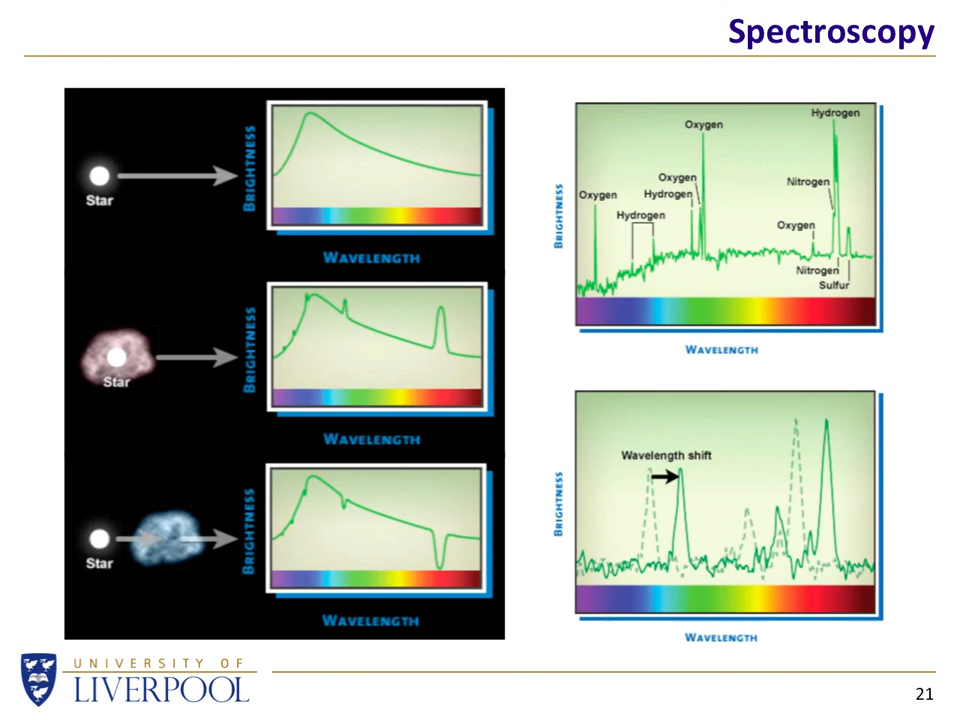 Spectroscopy
BRIGHTNESS
Star
WAVELENGTH
BRIGHTNESS
Star
WAVELENGTH
BRIGHTNESS
Star
WAVELENGTH
Hydrogen
Oxygen
Oxygen
Nitrogen
Oxygen
Hydrogen
Hydrogen
Oxygen
Nitrogen
Sulfur
BRIGHTNESS
WAVELENGTH
Wavelength shift
BRIGHTNESS
WAVELENGTH
UNIVERSITY OF
LIVERPOOL
21